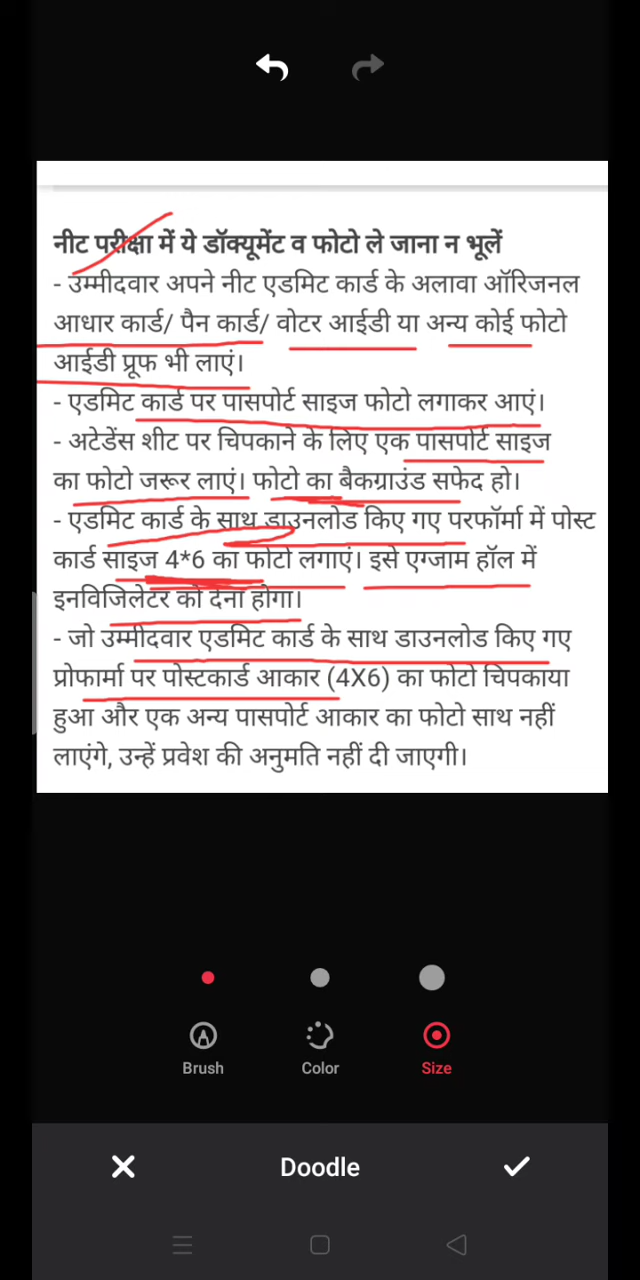 नीट परीक्षा में ये डॉक्यूमेंट व फोटो ले जाना न भूलें
- उम्मीदवार अपने नीट एडमिट कार्ड के अलावा ऑरिजनल
आधार कार्ड/ पैन कार्ड/ वोटर आईडी या अन्य कोई फोटो
आईडी प्रूफ भी लाएं।
- एडमिट कार्ड पर पासपोर्ट साइज फोटो लगाकर आएं।
- अटेडेंस शीट पर चिपकाने के लिए एक पासपोर्ट साइज
का फोटो जरूर लाएं। फोटो का बैकग्राउंड सफेद हो।
- एडमिट कार्ड के साथ डाउनलोड किए गए परफॉर्मा में पोस्ट
कार्ड साइज 4*6 का फोटो लगाएं। इसे एग्जाम हॉल में
इनविजिलेटर को देना होगा।
- जो उम्मीदवार एडमिट कार्ड के साथ डाउनलोड किए गए
प्रोफार्मा पर पोस्टकार्ड आकार (4X6) का फोटो चिपकाया
हुआ और एक अन्य पासपोर्ट आकार का फोटो साथ नहीं
लाएंगे, उन्हें प्रवेश की अनुमति नहीं दी जाएगी।
Brush Color Size
Doodle